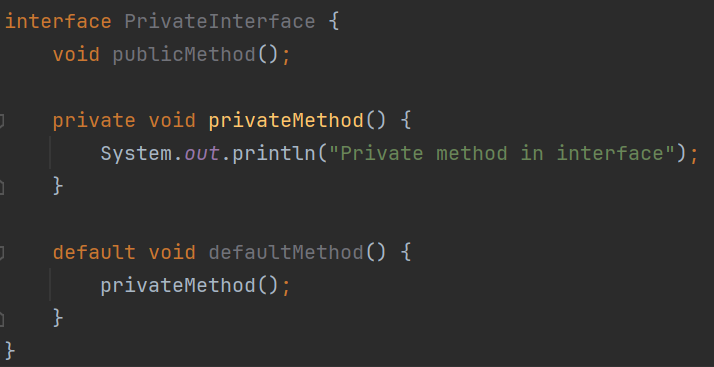 interface PrivateInterface {
    void publicMethod();

    private void privateMethod() {
        System.out.println("Private method in interface");
    }

    default void defaultMethod() {
        privateMethod();
    }
}